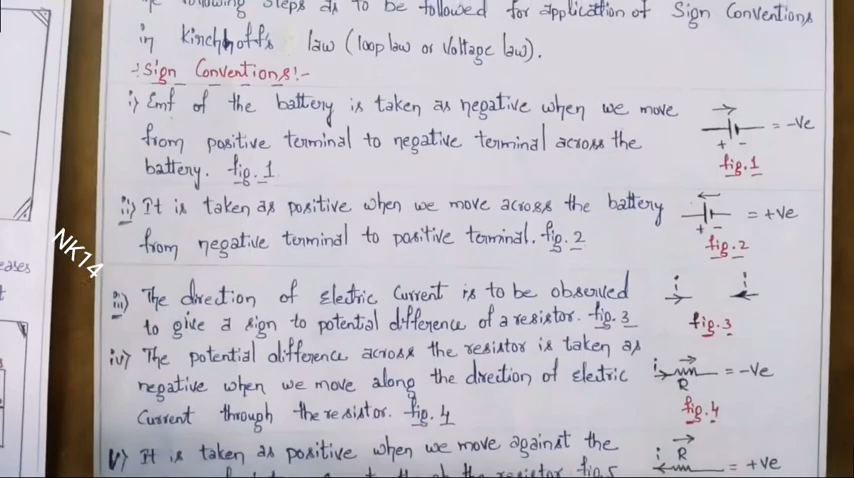 following steps as to be followed for application of Sign Conventions
in Kirchhoff's law (loop law or Voltage law).
:Sign Conventions:-
i) Emf of the battery is taken as negative when we move
from positive terminal to negative terminal across the
battery. fig.1
+ - = -Ve
fig.1
ii) It is taken as positive when we move across the battery
from negative terminal to positive terminal. fig.2
+ - = +ve
fig.2
iii) The direction of Electric Current is to be observed
to give a sign to potential difference of a resistor. fig.3
i i
fig.3
iv) The potential difference across the resistor is taken as
negative when we move along the direction of electric
Current through the resistor. fig.4
i R = -Ve
fig.4
v) It is taken as positive when we move against the
the resistor fig.5
i R = +ve
NK14
eases
t